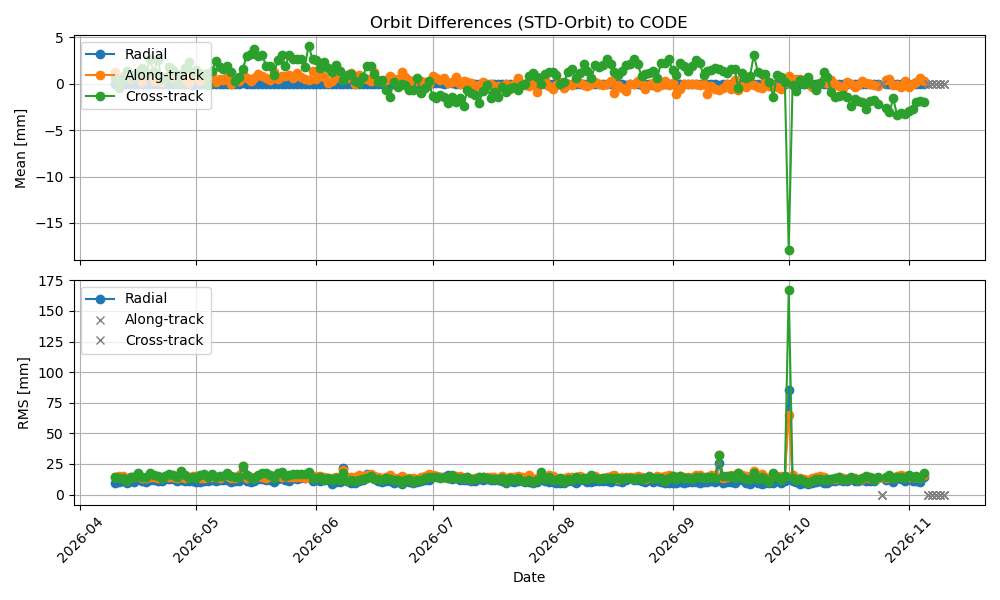 Orbit Differences (STD-Orbit) to CODE
Mean [mm]
5
0
−5
−10
−15
Radial
Along-track
Cross-track
RMS [mm]
175
150
125
100
75
50
25
0
Radial
Along-track
Cross-track
2026-04
2026-05
2026-06
2026-07
2026-08
2026-09
2026-10
2026-11
Date